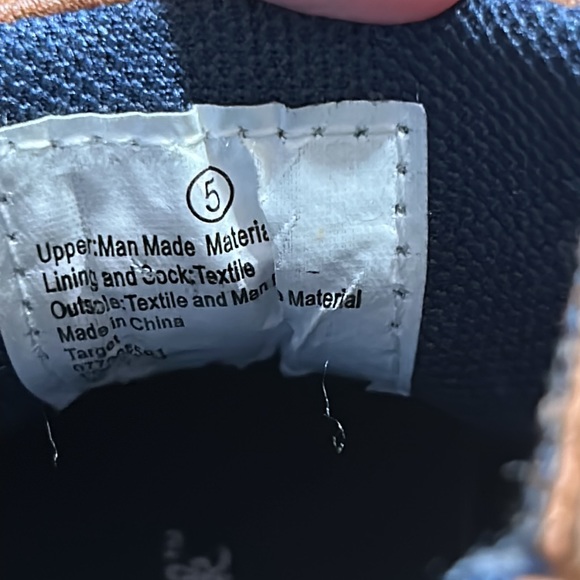 5
Upper:Man Made Materia
Lining and Sock:Textile
Outsole:Textile and Man Material
Made in China
Target